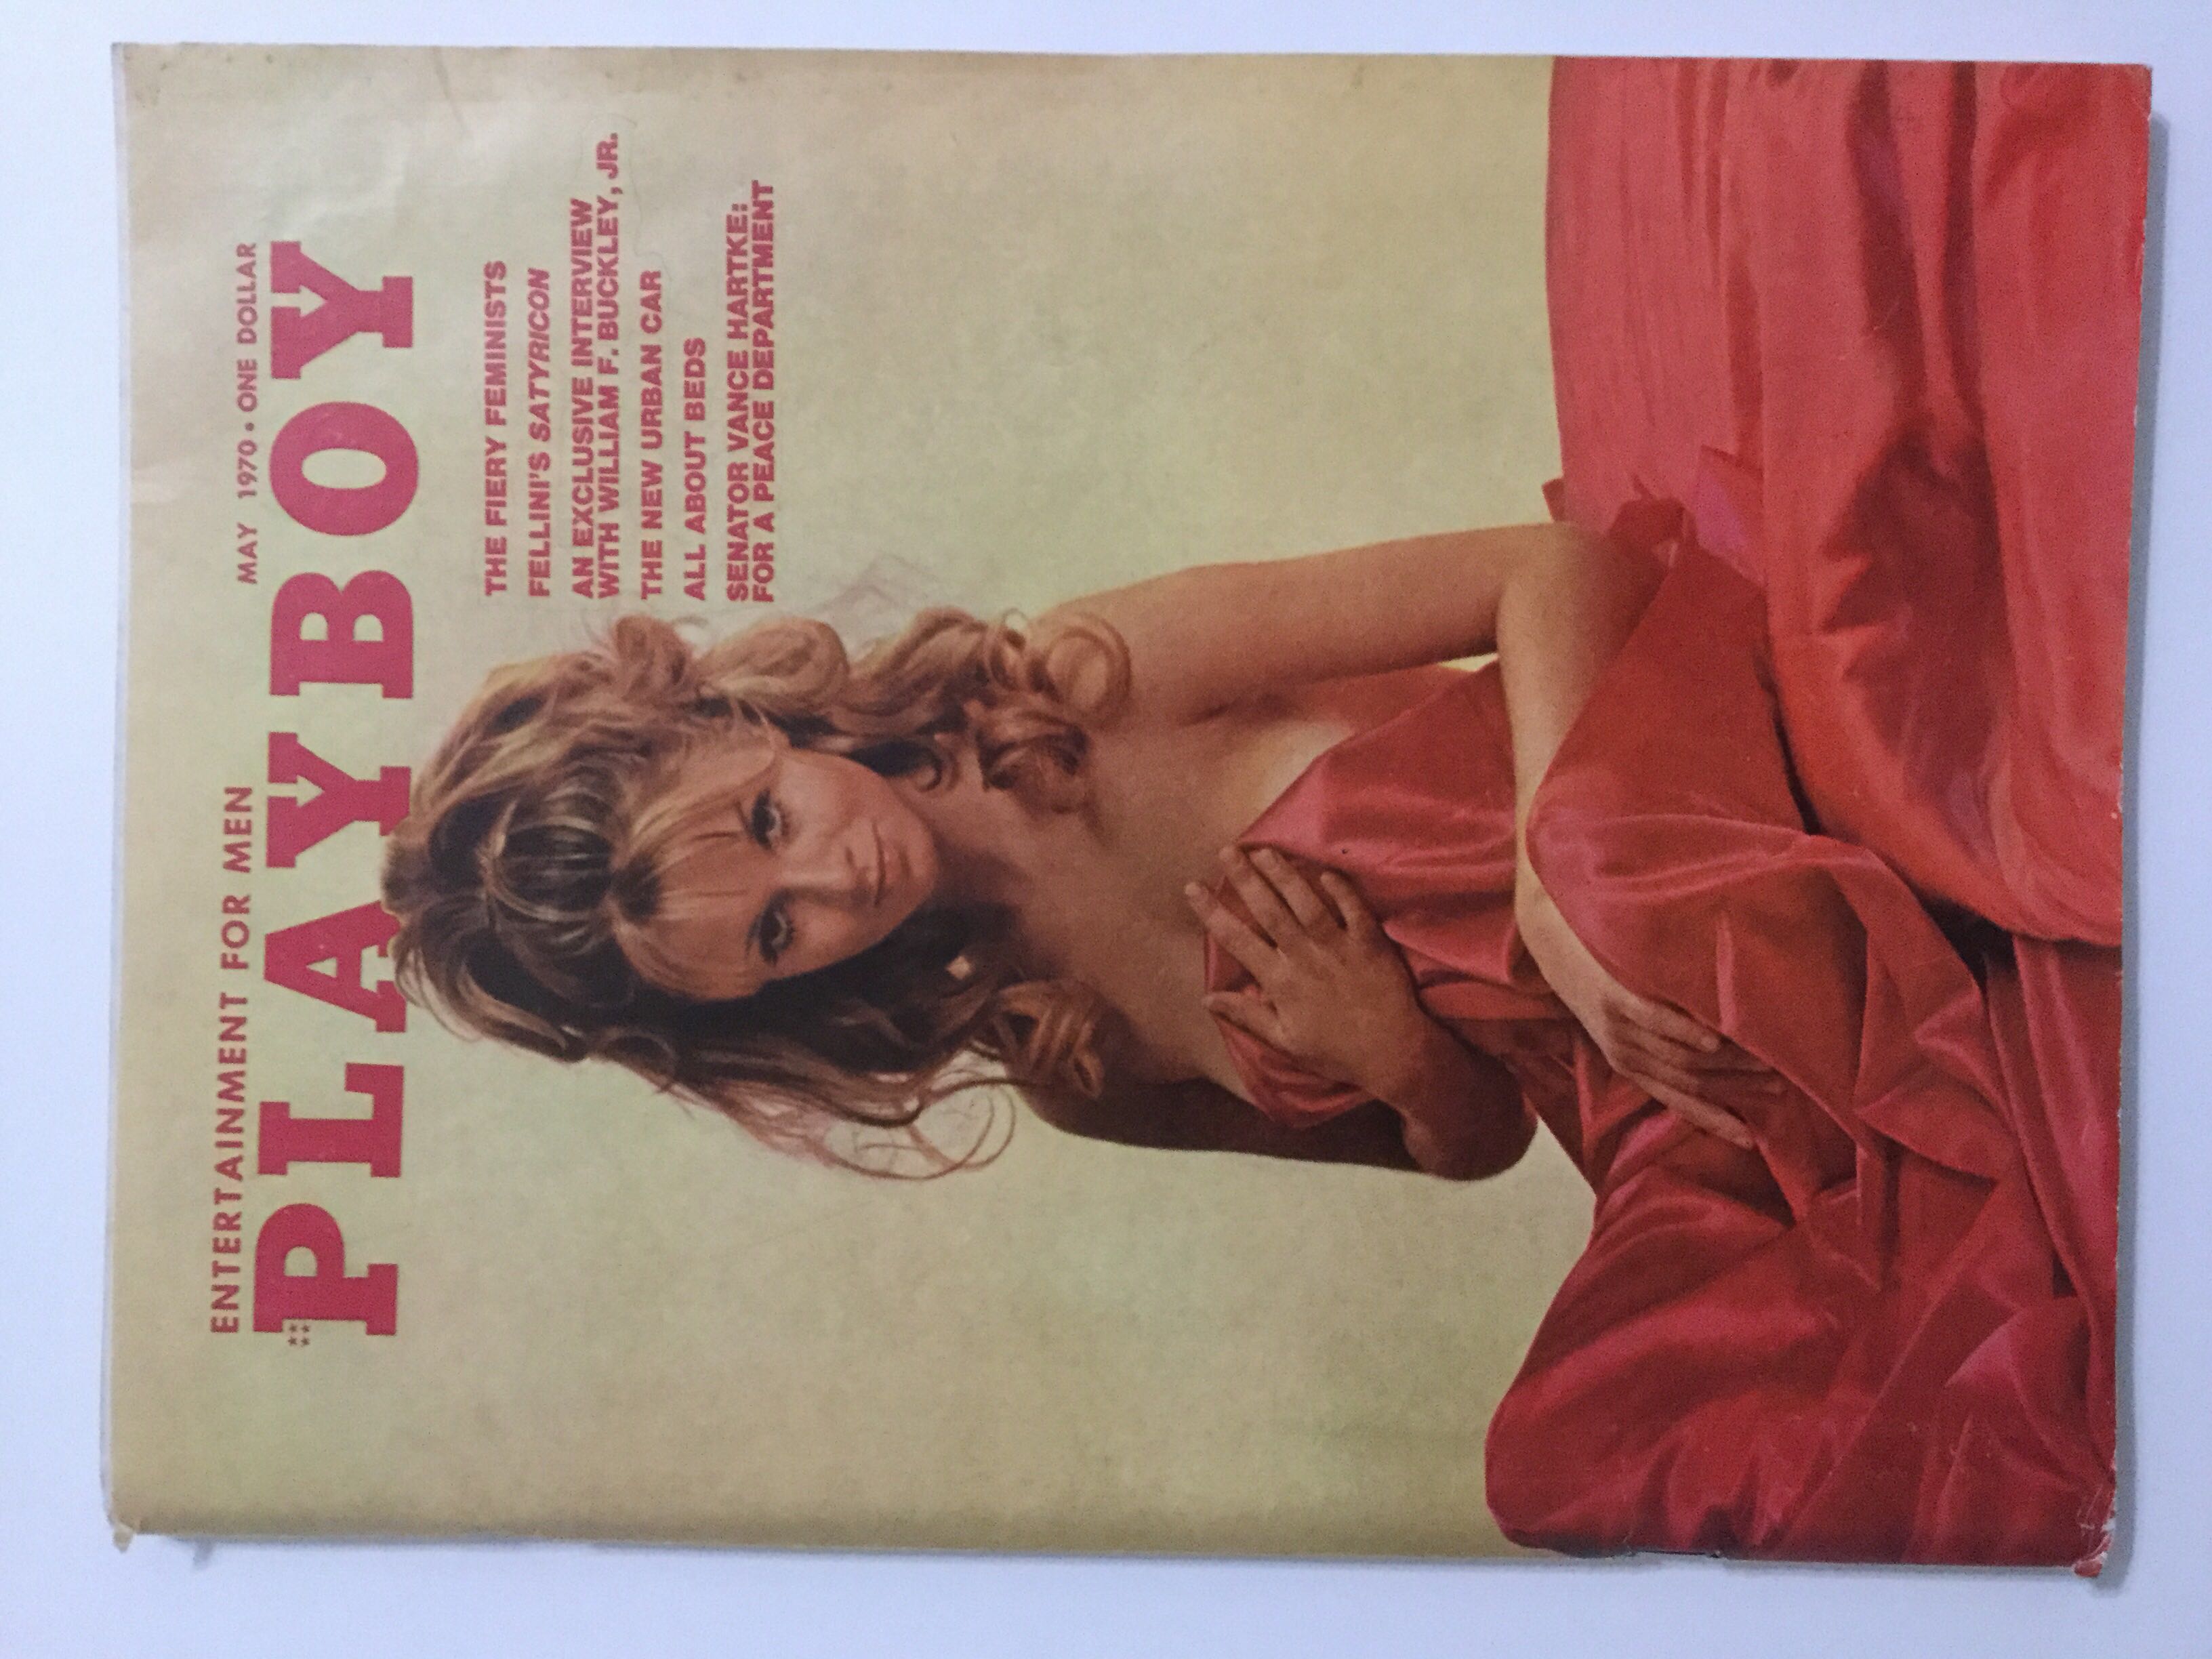 ENTERTAINMENT FOR MEN
MAY 1970 • ONE DOLLAR
PLAYBOY
THE FIERY FEMINISTS
FELLINI'S SATYRICON
AN EXCLUSIVE INTERVIEW
WITH WILLIAM F. BUCKLEY, JR.
THE NEW URBAN CAR
ALL ABOUT BEDS
SENATOR VANCE HARTKE:
FOR A PEACE DEPARTMENT